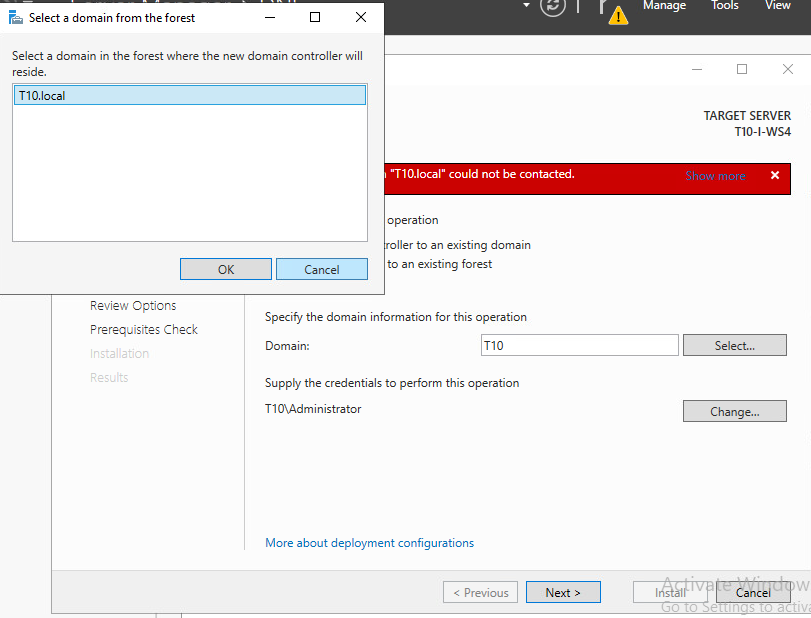 Select a domain from the forest
Manage
Tools
View
Select a domain in the forest where the new domain controller will
reside.
T10.local
OK
Cancel
TARGET SERVER
T10-I-WS4
"T10.local" could not be contacted.
Show more
operation
to an existing domain
to an existing forest
Review Options
Prerequisites Check
Installation
Results
Specify the domain information for this operation
Domain:
T10
Select...
Supply the credentials to perform this operation
T10\Administrator
Change...
More about deployment configurations
< Previous
Next >
Install
Cancel
Activate Window
Go to Settings to activa